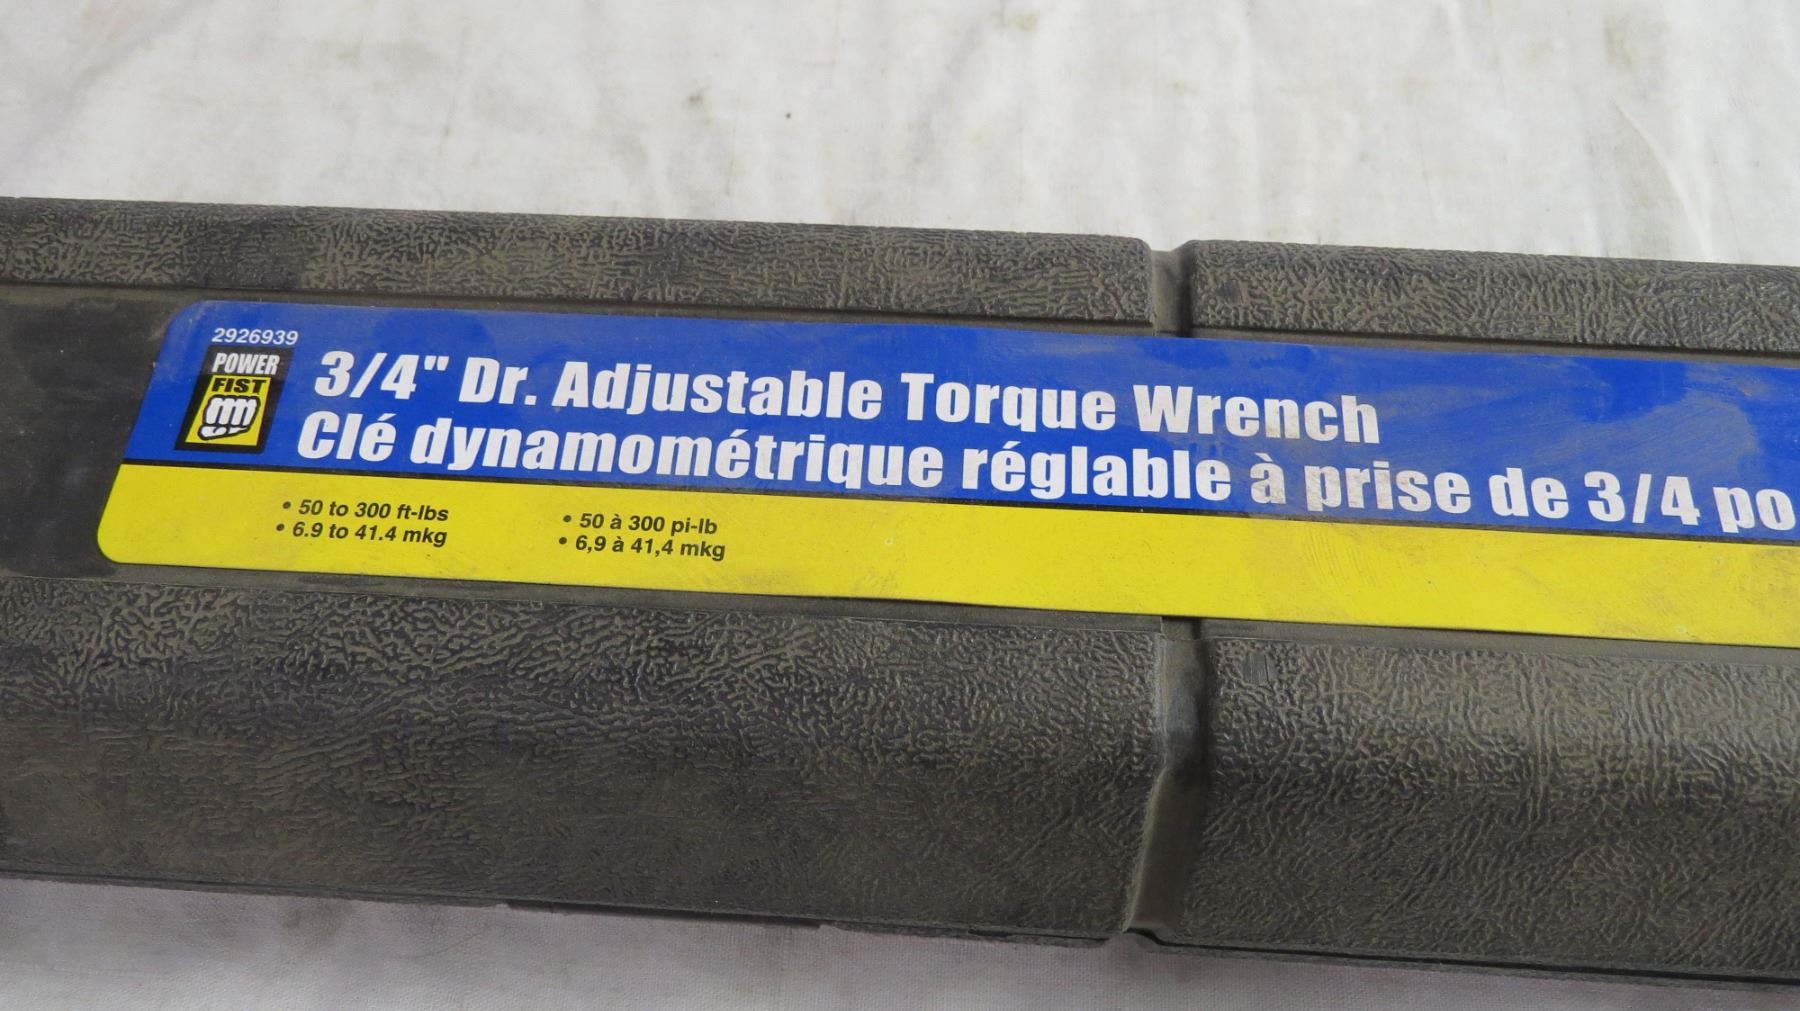 2926939
POWER
FIST
3/4" Dr. Adjustable Torque Wrench
Clé dynamométrique réglable à prise de 3/4 po
• 50 to 300 ft-lbs
• 6.9 to 41.4 mkg
• 50 à 300 pi-lb
• 6,9 à 41,4 mkg